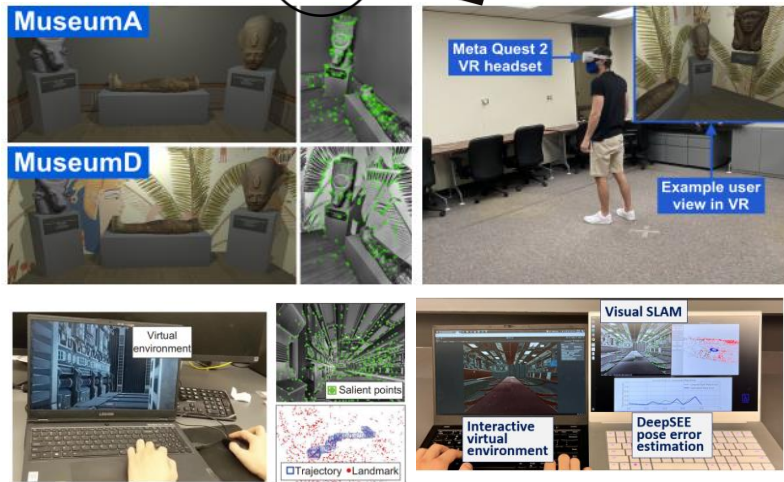 MuseumA
MuseumD
Meta Quest 2
VR headset
Example user
view in VR
Virtual
environment
Salient points
Trajectory
Landmark
Interactive
virtual
environment
Visual SLAM
DeepSEE
pose error
estimation